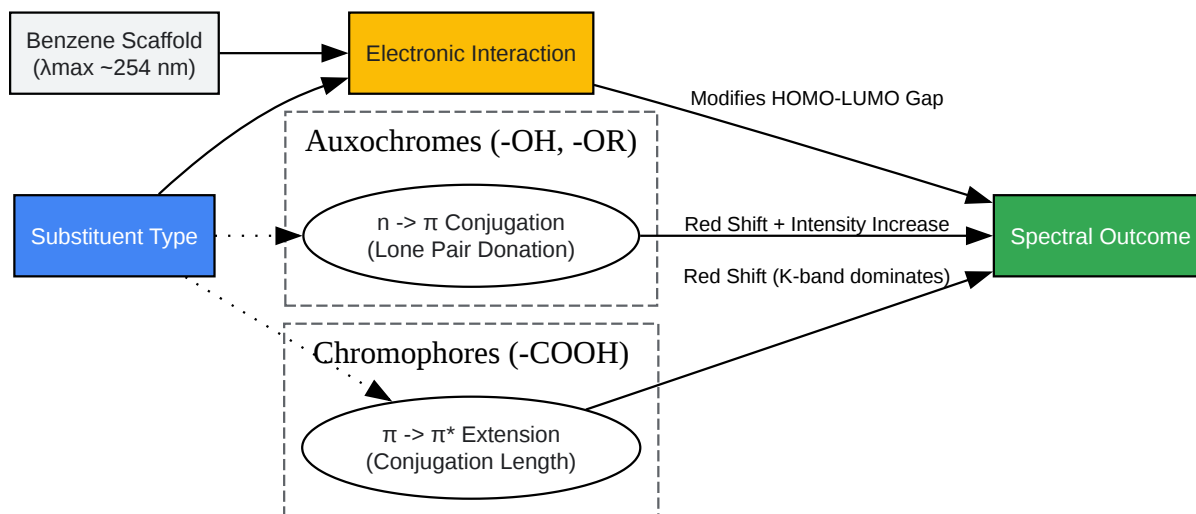 Benzene Scaffold
(λmax ~254 nm)
Electronic Interaction
Modifies HOMO-LUMO Gap
Auxochromes (-OH, -OR)
Substituent Type
n -> π Conjugation
(Lone Pair Donation)
Red Shift + Intensity Increase
Spectral Outcome
Red Shift (K-band dominates)
Chromophores (-COOH)
π -> π* Extension
(Conjugation Length)